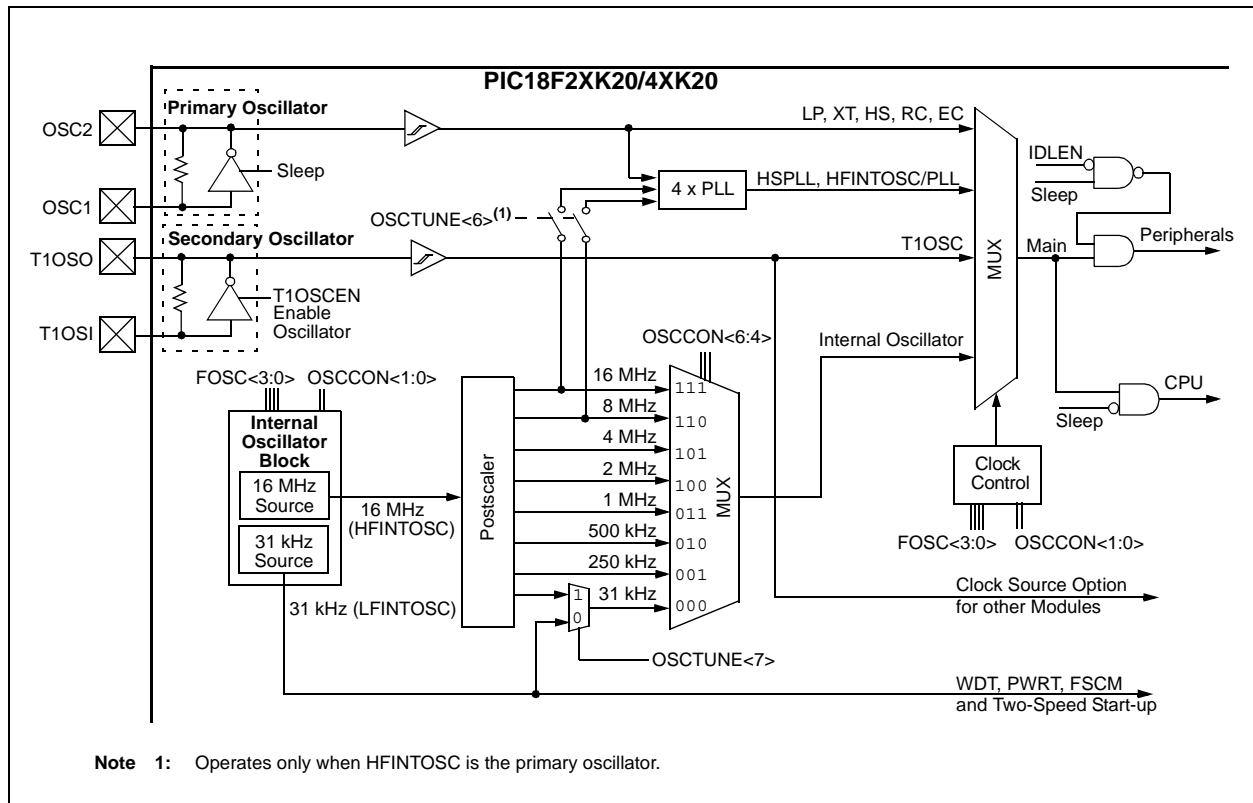 PIC18F2XK20/4XK20
Primary Oscillator
OSC2
Sleep
OSC1
LP, XT, HS, RC, EC
4 x PLL
HSPLL, HFINTOSC/PLL
OSCTUNE<6>(1)
IDLEN
Sleep
Peripherals
Secondary Oscillator
T1OSO
T1OSCEN
Enable
Oscillator
T1OSI
T1OSC
MUX
Main
OSCCON<6:4>
Internal Oscillator
FOSC<3:0>
OSCCON<1:0>
Internal
Oscillator
Block
16 MHz
Source
31 kHz
Source
16 MHz
(HFINTOSC)
31 kHz (LFINTOSC)
Postscaler
16 MHz
111
8 MHz
110
4 MHz
101
2 MHz
100
1 MHz
011
500 kHz
010
250 kHz
001
31 kHz
000
1
0
MUX
OSCTUNE<7>
CPU
Sleep
Clock
Control
FOSC<3:0>
OSCCON<1:0>
Clock Source Option
for other Modules
WDT, PWRT, FSCM
and Two-Speed Start-up
Note 1: Operates only when HFINTOSC is the primary oscillator.